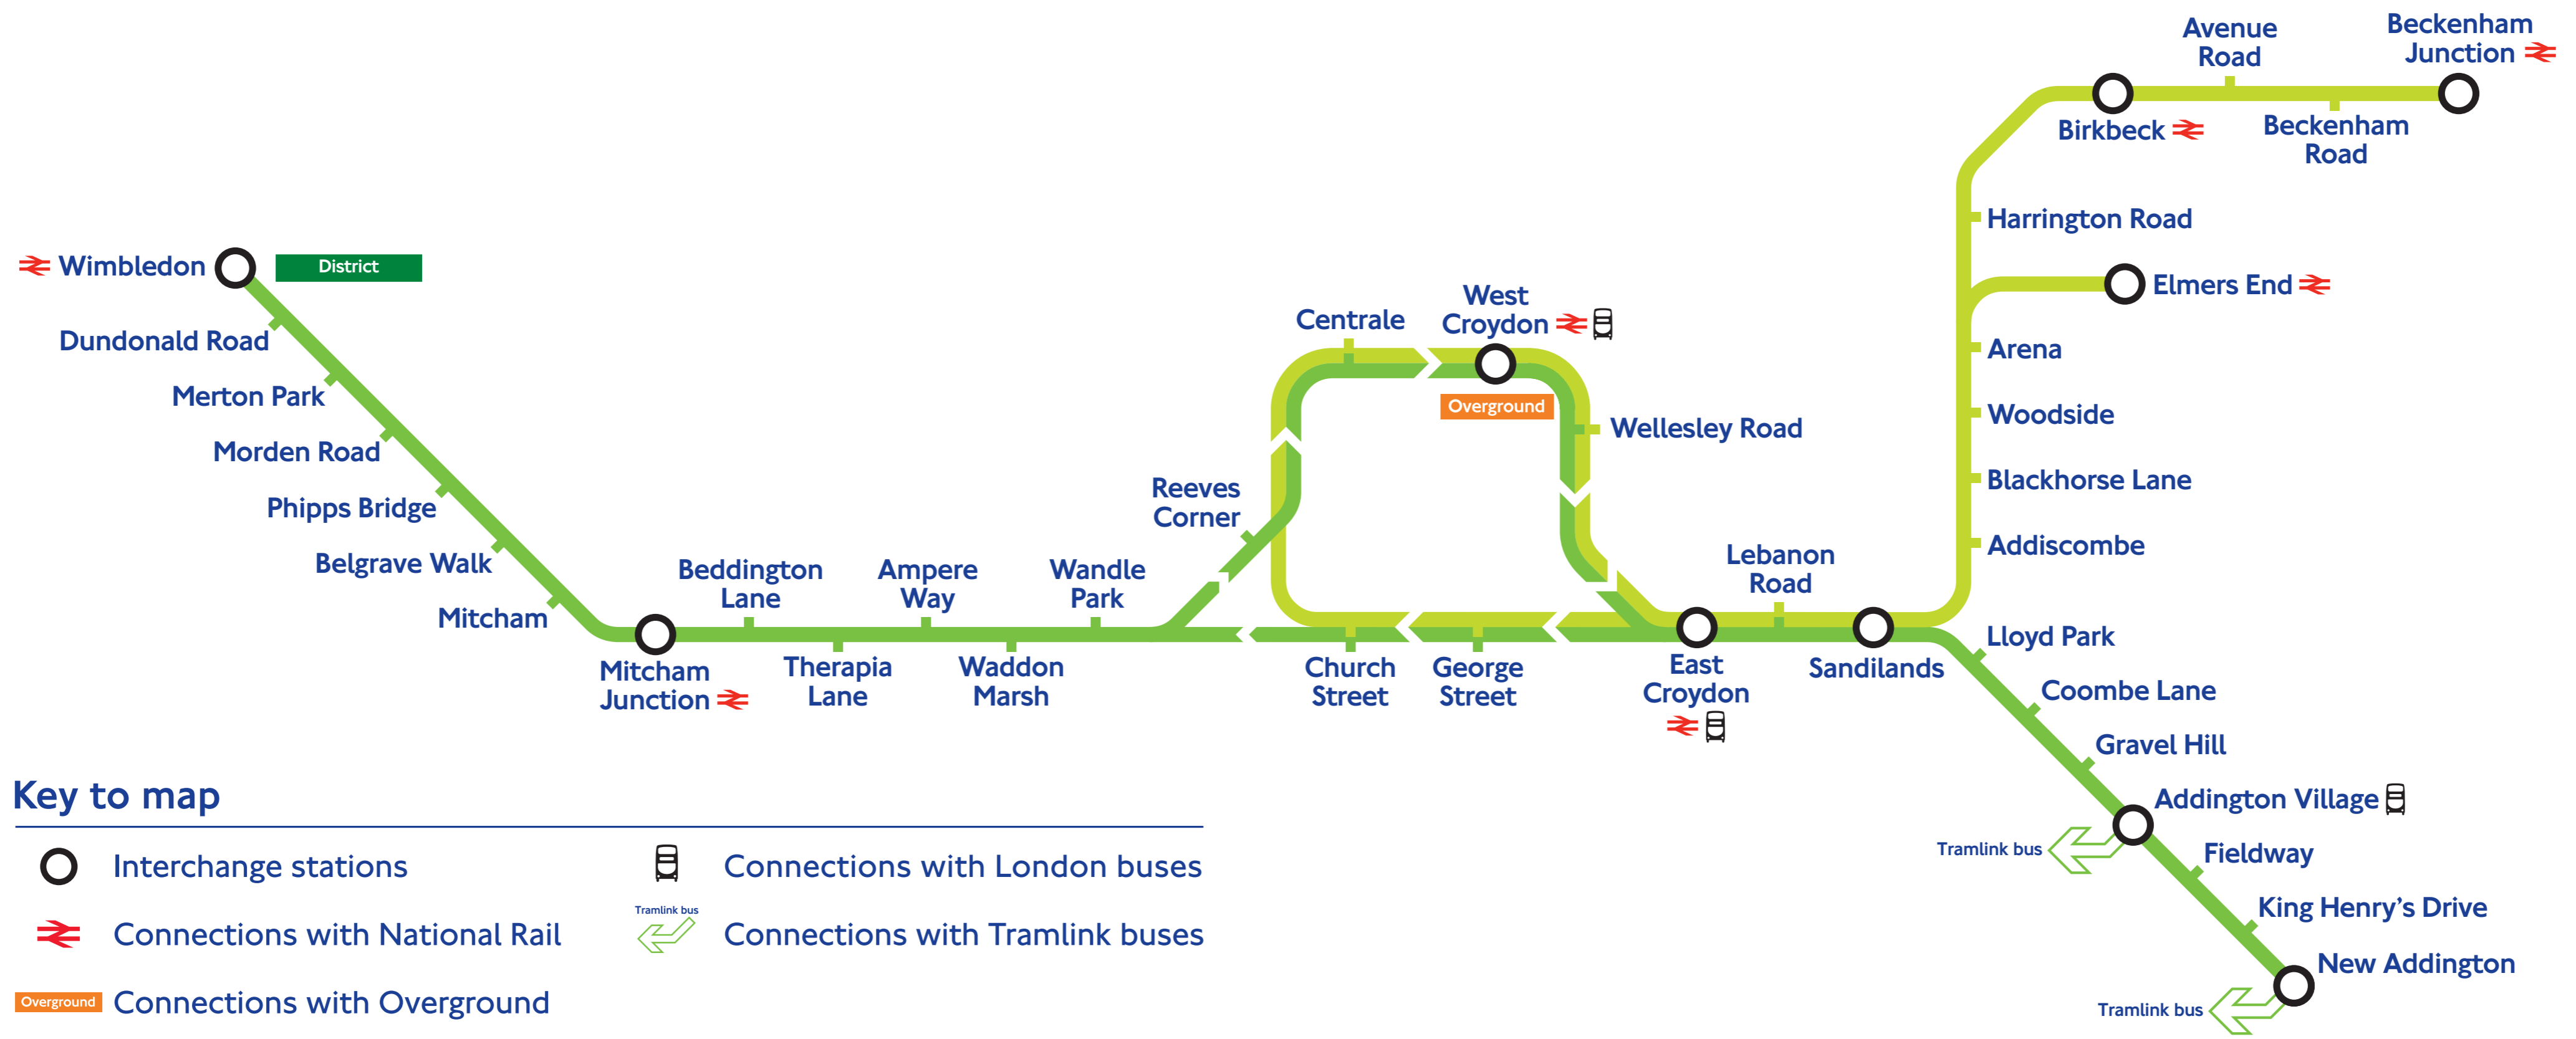 Avenue
Road
Beckenham
Junction
Birkbeck
Beckenham
Road
Harrington Road
Wimbledon
District
Elmers End
Dundonald Road
Centrale
West
Croydon
Arena
Merton Park
Overground
Woodside
Wellesley Road
Morden Road
Reeves
Corner
Blackhorse Lane
Phipps Bridge
Addiscombe
Belgrave Walk
Beddington
Lane
Ampere
Way
Wandle
Park
Lebanon
Road
Mitcham
Lloyd Park
Mitcham
Junction
Therapia
Lane
Waddon
Marsh
Church
Street
George
Street
East
Croydon
Sandilands
Coombe Lane
Gravel Hill
Addington Village
Tramlink bus
Fieldway
King Henry’s Drive
New Addington
Tramlink bus
Key to map
Interchange stations
Connections with National Rail
Overground
Connections with Overground
Connections with London buses
Tramlink bus
Connections with Tramlink buses